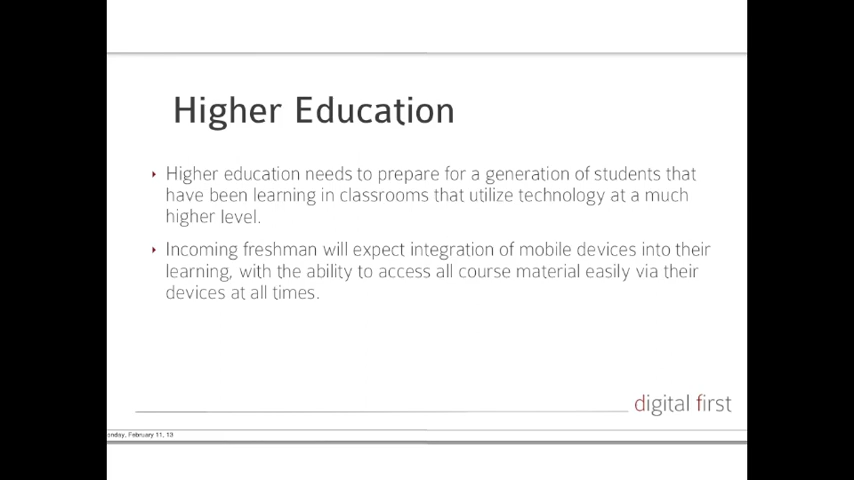 Higher Education
Higher education needs to prepare for a generation of students that
have been learning in classrooms that utilize technology at a much
higher level.
Incoming freshman will expect integration of mobile devices into their
learning, with the ability to access all course material easily via their
devices at all times.
digital first
onday, February 11, 13